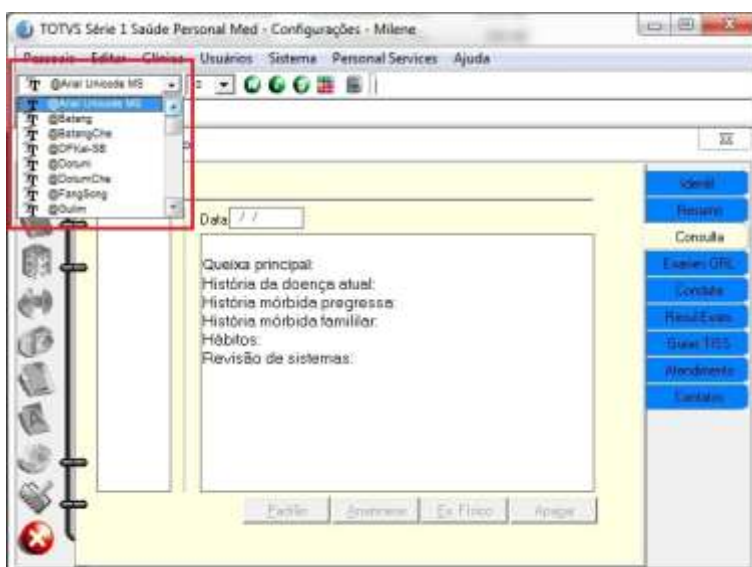 TOTVS Série 1 Saúde Personal Med - Configurações - Milene
Pessoais Editar Clínica Usuários Sistema Personal Services Ajuda
@Arial Unicode MS
@Arial Unicode MS
@Batang
@BatangChe
@DFKai-SB
@Dotum
@DotumChe
@FangSong
@Gulim
Data / /
Queixa principal:
História da doença atual:
História mórbida pregressa:
História mórbida famililar:
Hábitos:
Revisão de sistemas:
Padrão Anamnese Ex Físico Apagar
Identif.
Resumo
Consulta
Exames GRL
Conduta
Result.Exam
Guias TISS
Atendimento
Contatos